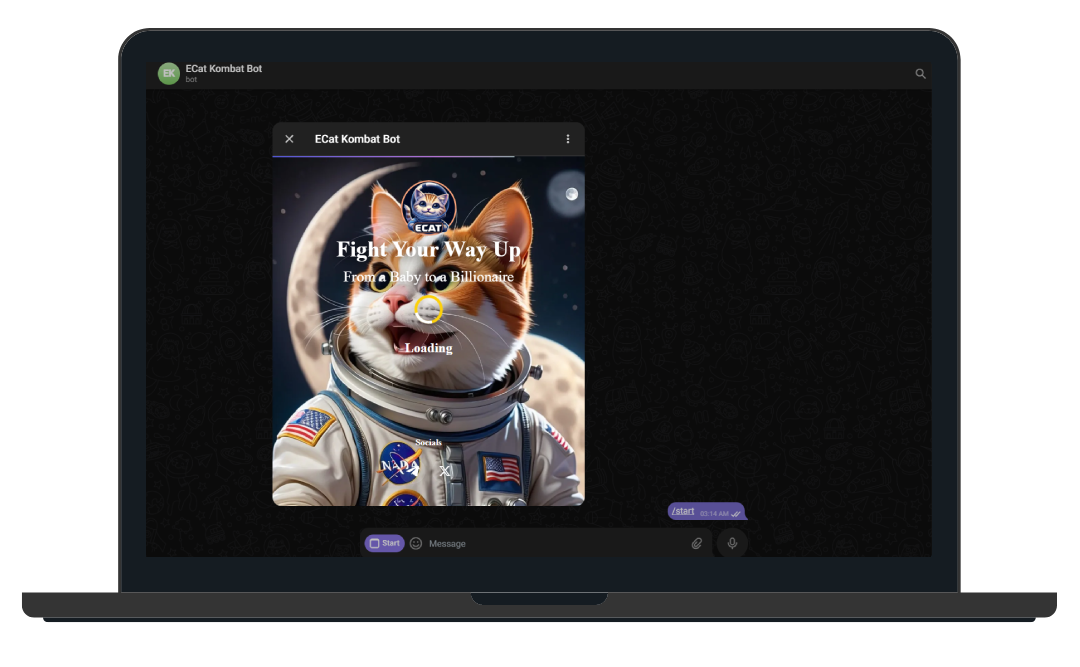 EK
ECat Kombat Bot
bot
ECat Kombat Bot
ECAT
Fight Your Way Up
From a Baby to a Billionaire
Loading
Socials
/start 03:14 AM
Start
Message